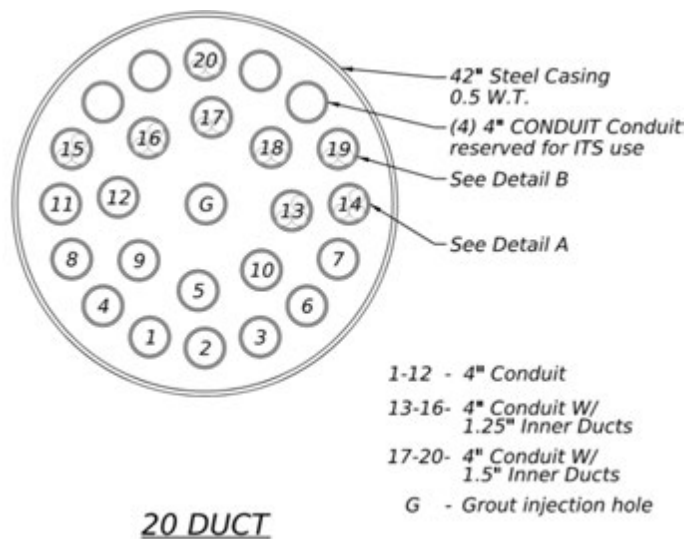 20
42" Steel Casing
0.5 W.T.
17
(4) 4" CONDUIT Conduit
reserved for ITS use
15
16
18
19
See Detail B
11
12
G
13
14
See Detail A
8
9
10
7
4
5
6
1
2
3
1-12 - 4" Conduit
13-16- 4" Conduit W/
1.25" Inner Ducts
17-20- 4" Conduit W/
1.5" Inner Ducts
G - Grout injection hole
20 DUCT